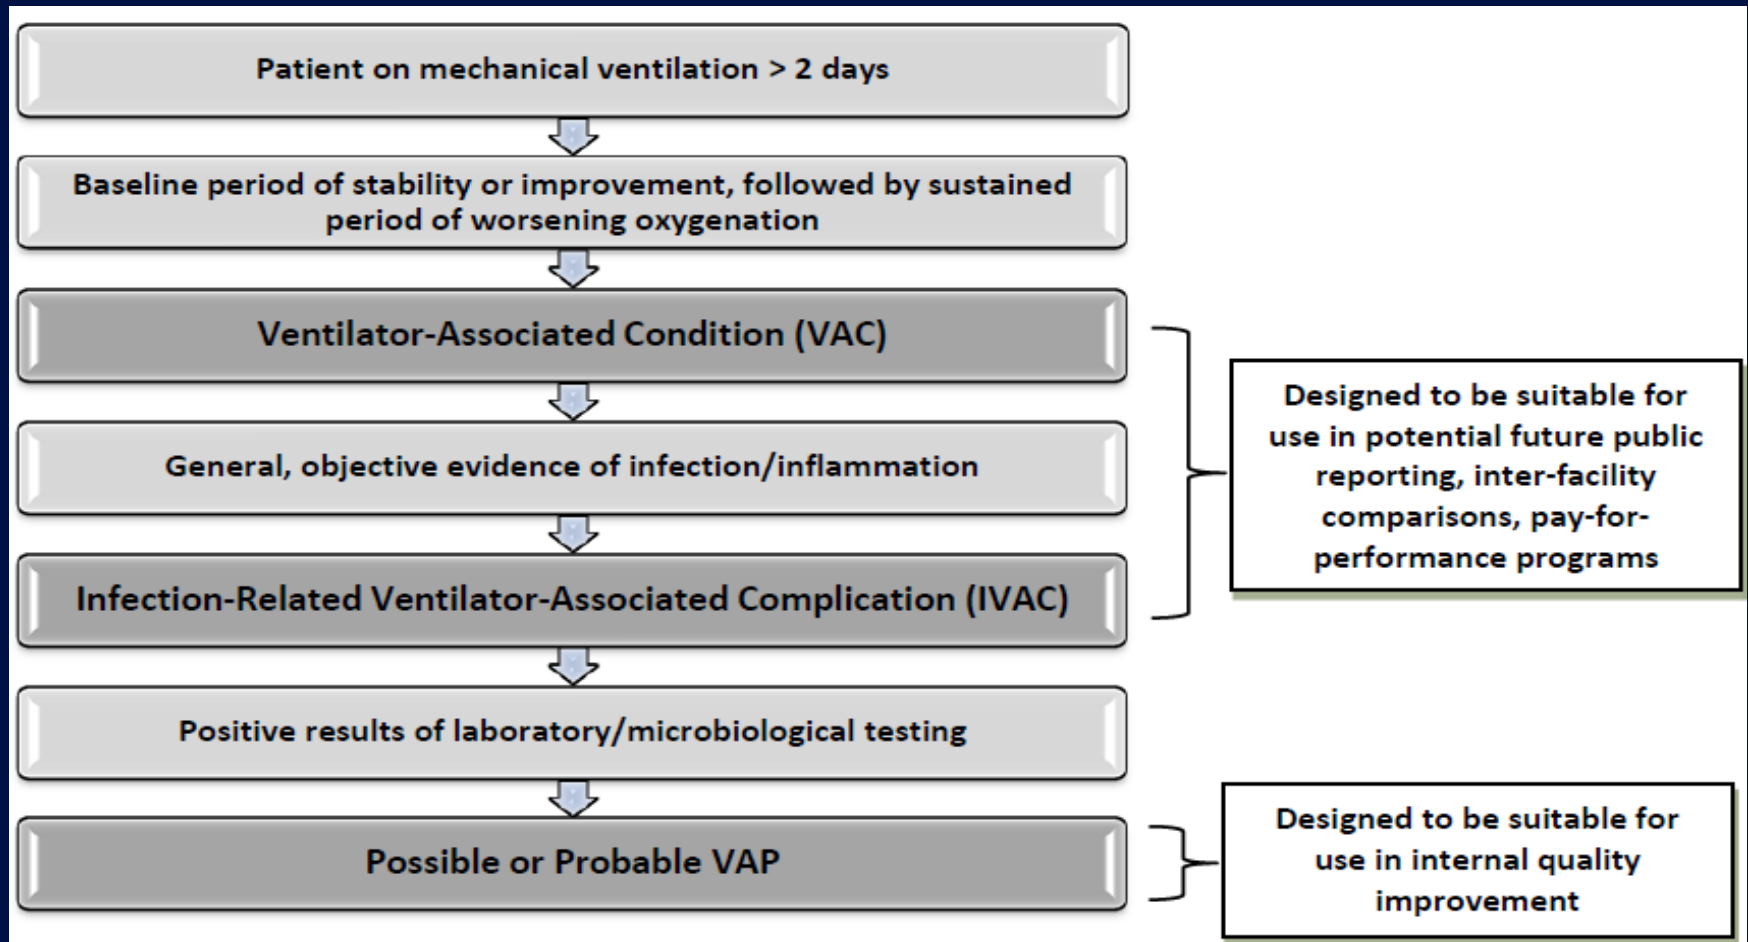 Patient on mechanical ventilation > 2 days
Baseline period of stability or improvement, followed by sustained
period of worsening oxygenation
Ventilator-Associated Condition (VAC)
General, objective evidence of infection/inflammation
Infection-Related Ventilator-Associated Complication (IVAC)
Positive results of laboratory/microbiological testing
Possible or Probable VAP
Designed to be suitable for
use in potential future public
reporting, inter-facility
comparisons, pay-for-
performance programs
Designed to be suitable for
use in internal quality
improvement